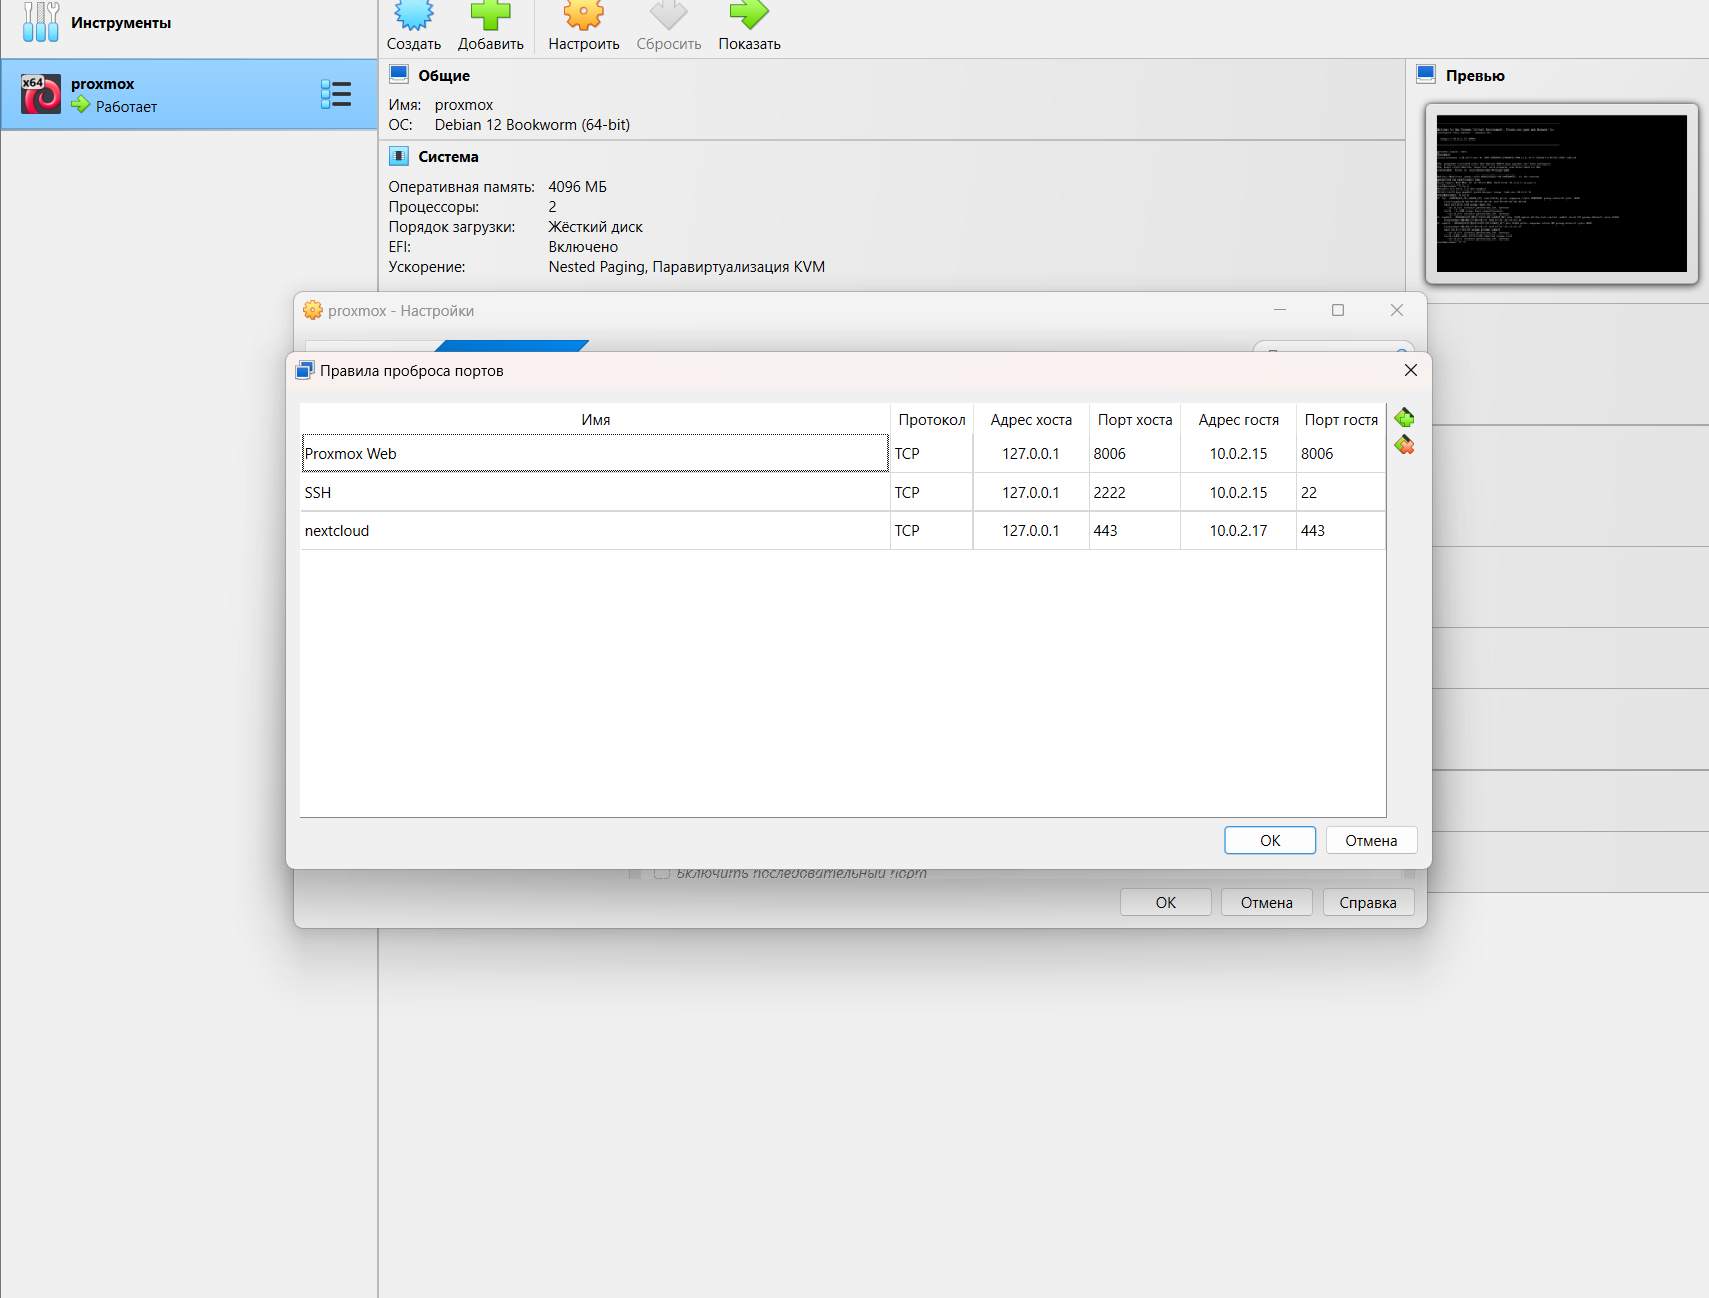 Инструменты
Создать
Добавить
Настроить
Сбросить
Показать
x64
proxmox
Работает
Общие
Имя: proxmox
ОС: Debian 12 Bookworm (64-bit)
Превью
Система
Оперативная память: 4096 МБ
Процессоры: 2
Порядок загрузки: Жёсткий диск
EFI: Включено
Ускорение: Nested Paging, Паравиртуализация KVM
proxmox - Настройки
Правила проброса портов
Имя Протокол Адрес хоста Порт хоста Адрес гостя Порт гостя
Proxmox Web TCP 127.0.0.1 8006 10.0.2.15 8006
SSH TCP 127.0.0.1 2222 10.0.2.15 22
nextcloud TCP 127.0.0.1 443 10.0.2.17 443
OK Отмена
Включить последовательный порт
OK Отмена Справка